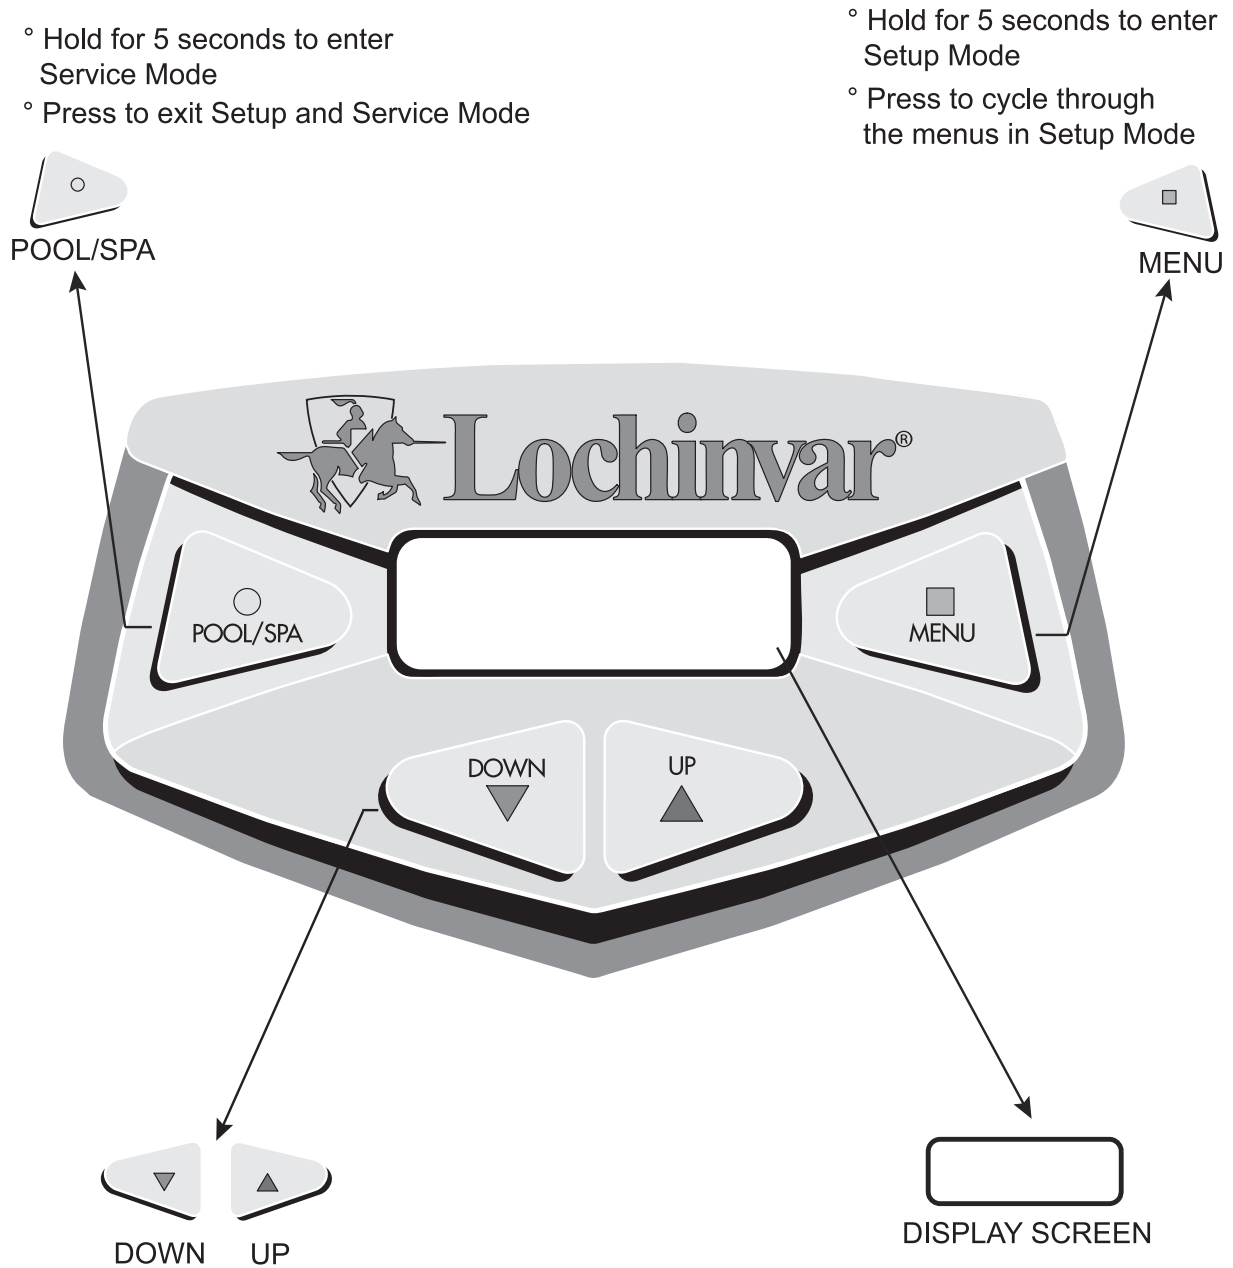 ° Hold for 5 seconds to enter
Service Mode
° Press to exit Setup and Service Mode
POOL/SPA
° Hold for 5 seconds to enter
Setup Mode
° Press to cycle through
the menus in Setup Mode
MENU
Lochinvar®
POOL/SPA
MENU
DOWN
UP
DOWN
UP
DISPLAY SCREEN